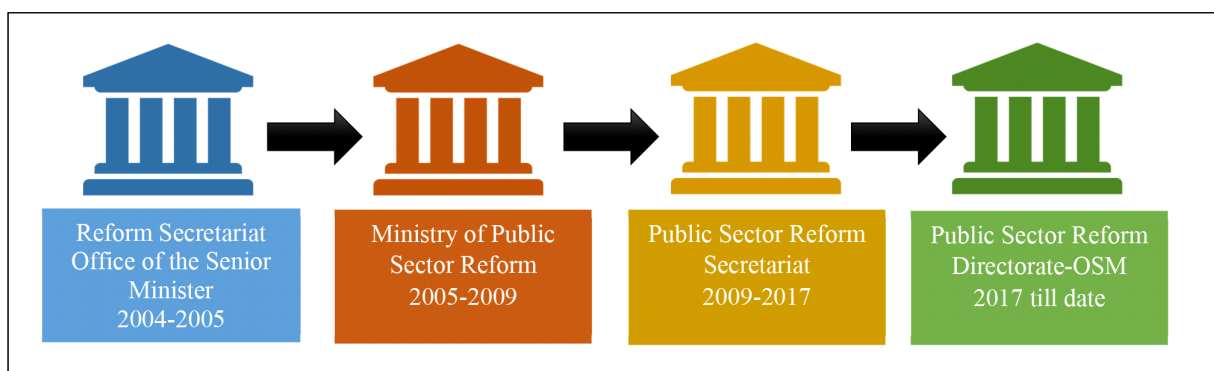 Reform Secretariat
Office of the Senior
Minister
2004-2005
Ministry of Public
Sector Reform
2005-2009
Public Sector Reform
Secretariat
2009-2017
Public Sector Reform
Directorate-OSM
2017 till date